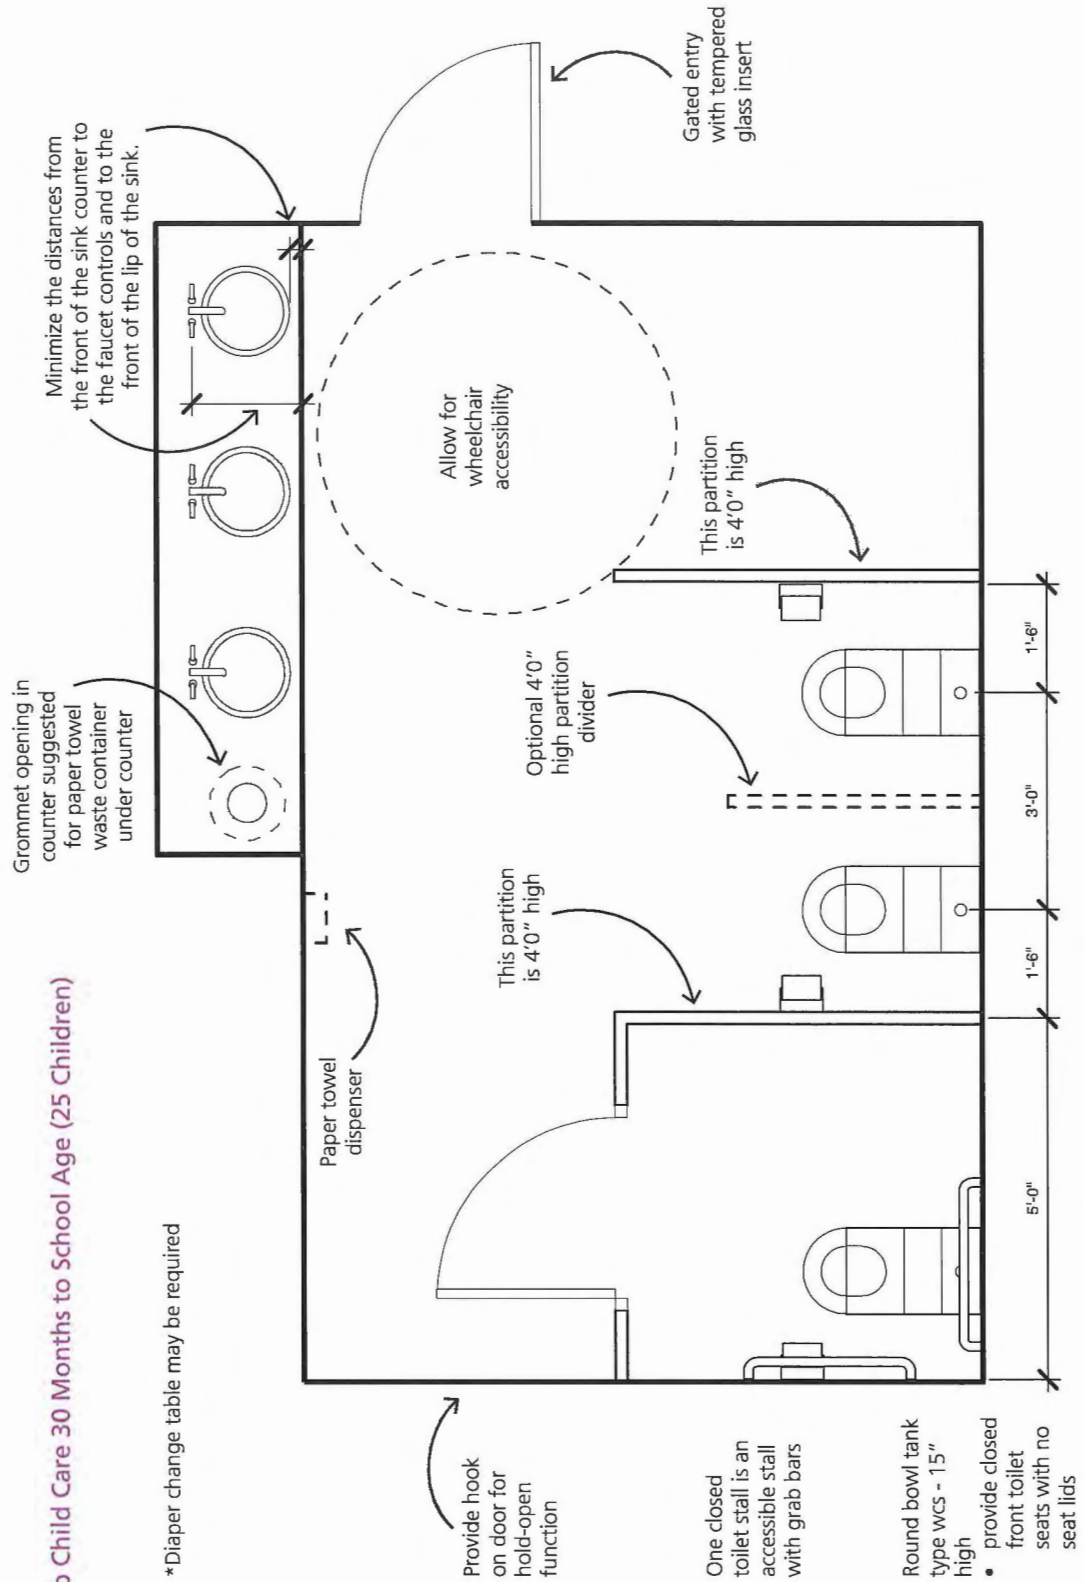 Child Care 30 Months to School Age (25 Children)
*Diaper change table may be required
Grommet opening in
counter suggested
for paper towel
waste container
under counter
Minimize the distances from
the front of the sink counter to
the faucet controls and to the
front of the lip of the sink.
Paper towel
dispenser
Provide hook
on door for
hold-open
function
Allow for
wheelchair
accessibility
This partition
is 4'0" high
Optional 4'0"
high partition
divider
This partition
is 4'0" high
Gated entry
with tempered
glass insert
One closed
toilet stall is an
accessible stall
with grab bars
Round bowl tank
type wcs - 15"
high
• provide closed
front toilet
seats with no
seat lids
5'-0"
1'-6"
3'-0"
1'-6"